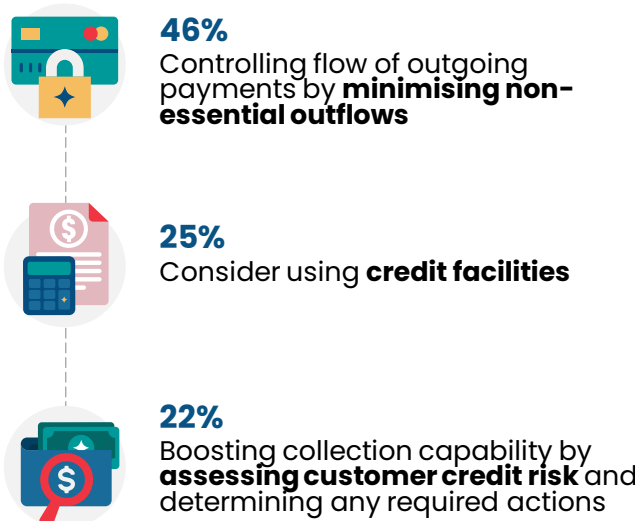 46%
Controlling flow of outgoing
payments by minimising non-
essential outflows
25%
Consider using credit facilities
22%
Boosting collection capability by
assessing customer credit risk and
determining any required actions